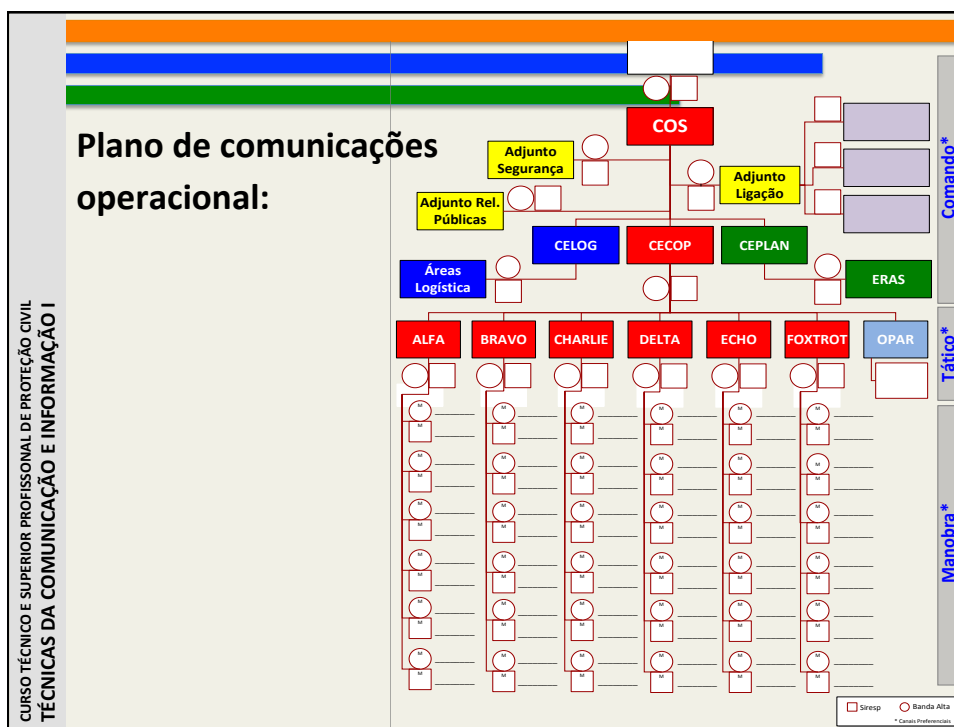 CURSO TÉCNICO E SUPERIOR PROFISSIONAL DE PROTEÇÃO CIVIL
TÉCNICAS DA COMUNICAÇÃO E INFORMAÇÃO I
Plano de comunicações
operacional:
COS
Adjunto
Segurança
Adjunto
Ligação
Adjunto Rel.
Públicas
CELOG
CECOP
CEPLAN
Áreas
Logística
ERAS
Comando*
ALFA
BRAVO
CHARLIE
DELTA
ECHO
FOXTROT
OPAR
Tático*
M M M M M M
M M M M M M
M M M M M M
M M M M M M
M M M M M M
M M M M M M
M M M M M M
M M M M M M
M M M M M M
M M M M M M
M M M M M M
M M M M M M
Manobra*
Siresp
Banda Alta
* Canais Preferenciais